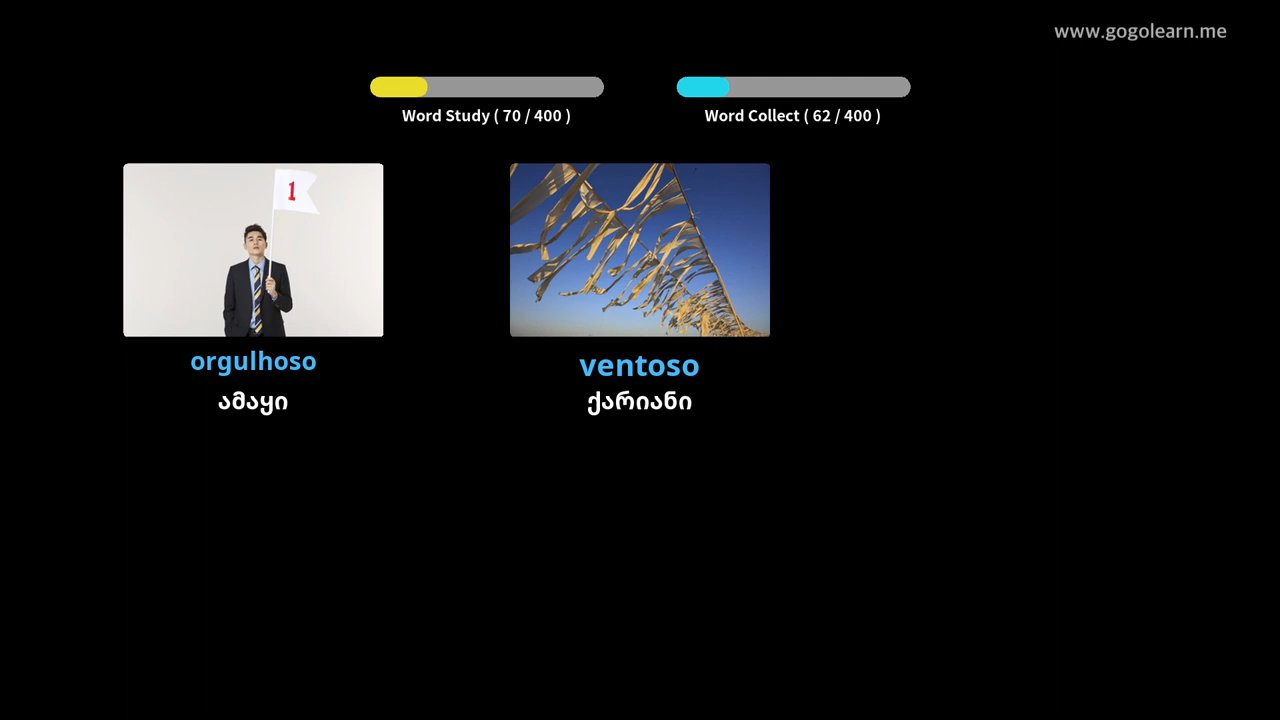 www.gogolearn.me
Word Study ( 70 / 400 )
Word Collect ( 62 / 400 )
1
orgulhoso
ამაყი
ventoso
ქარიანი